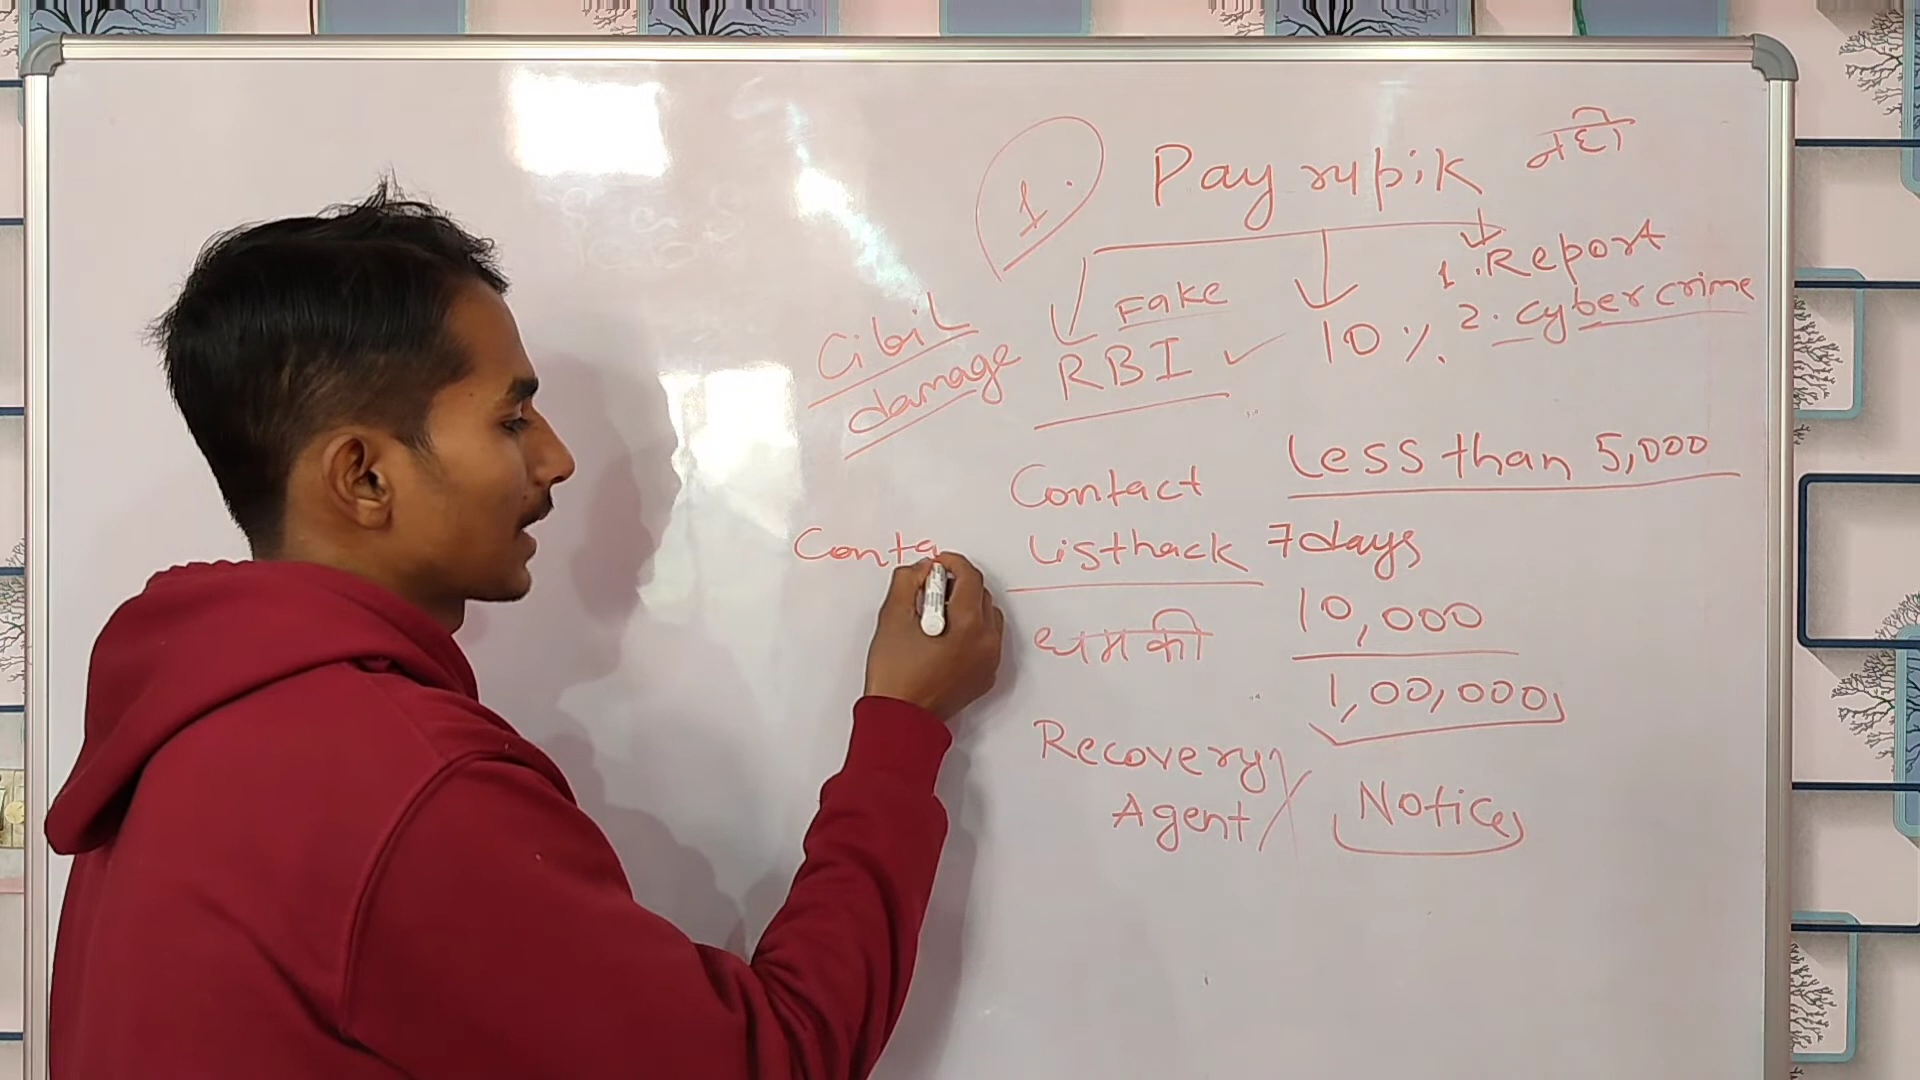 1.
Payrupik नही
1. Report
2. Cyber crime
Fake
RBI ✓
10 %
Cibil
damage
Contact
Listhack
Less than 5,000
7days
Conta
धमकी
10,000
1,00,000
Recovery
Agent
Notice